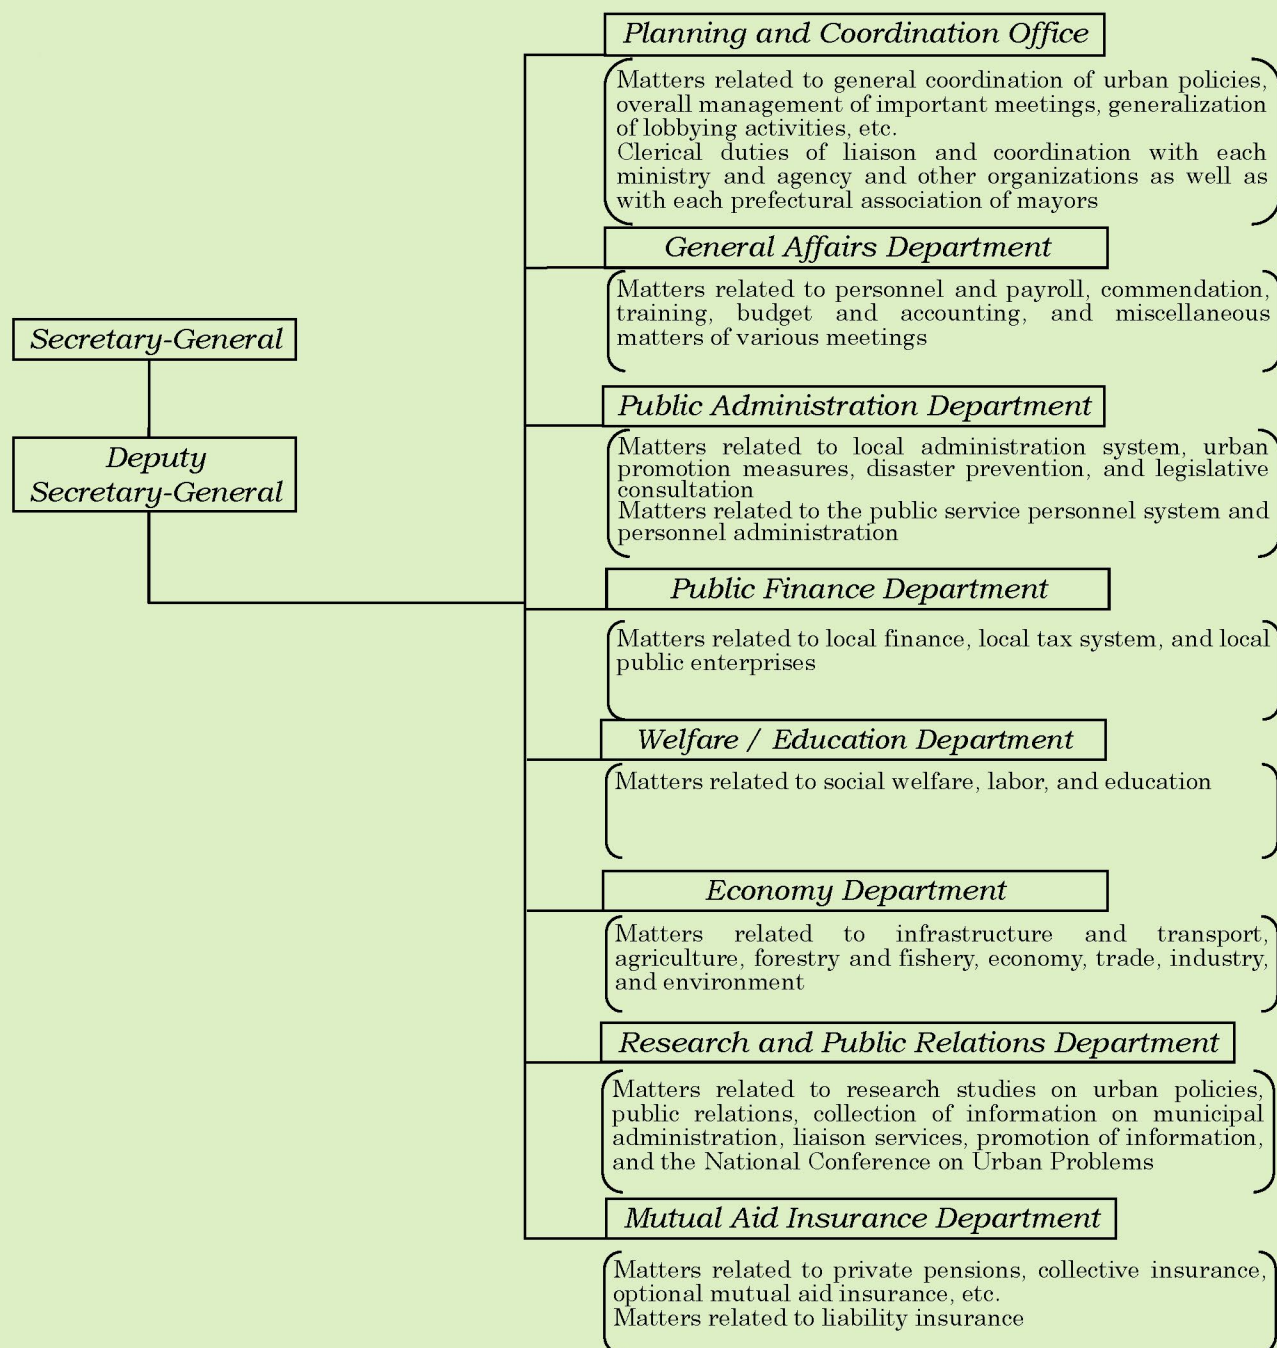 Secretary-General
Deputy
Secretary-General
Planning and Coordination Office
Matters related to general coordination of urban policies,
overall management of important meetings, generalization
of lobbying activities, etc.
Clerical duties of liaison and coordination with each
ministry and agency and other organizations as well as
with each prefectural association of mayors
General Affairs Department
Matters related to personnel and payroll, commendation,
training, budget and accounting, and miscellaneous
matters of various meetings
Public Administration Department
Matters related to local administration system, urban
promotion measures, disaster prevention, and legislative
consultation
Matters related to the public service personnel system and
personnel administration
Public Finance Department
Matters related to local finance, local tax system, and local
public enterprises
Welfare / Education Department
Matters related to social welfare, labor, and education
Economy Department
Matters related to infrastructure and transport,
agriculture, forestry and fishery, economy, trade, industry,
and environment
Research and Public Relations Department
Matters related to research studies on urban policies,
public relations, collection of information on municipal
administration, liaison services, promotion of information,
and the National Conference on Urban Problems
Mutual Aid Insurance Department
Matters related to private pensions, collective insurance,
optional mutual aid insurance, etc.
Matters related to liability insurance